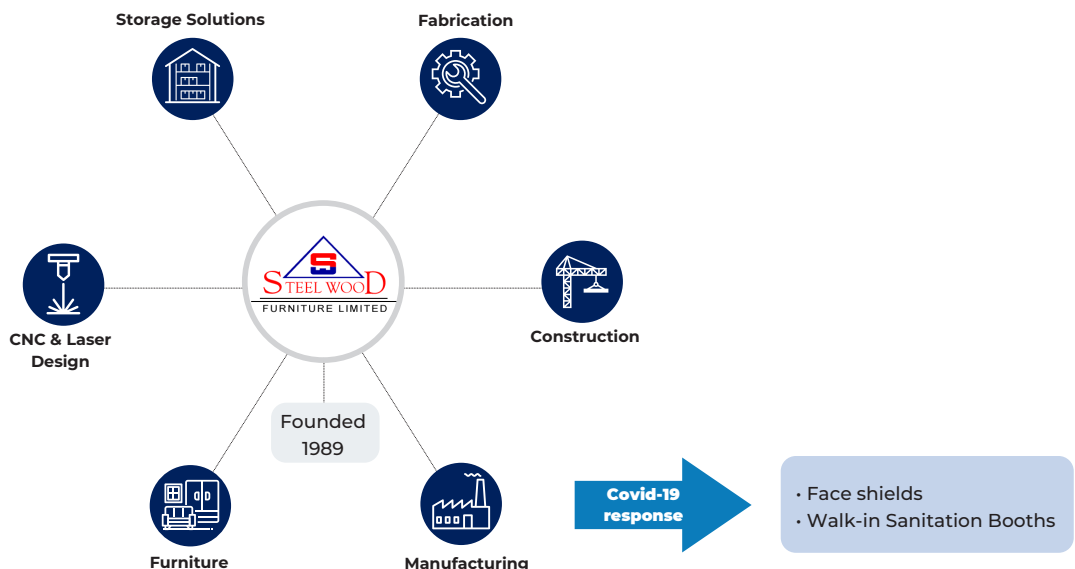 Storage Solutions
Fabrication
STEEL WOOD
FURNITURE LIMITED
CNC & Laser
Design
Construction
Founded
1989
Covid-19
response
• Face shields
• Walk-in Sanitation Booths
Furniture
Manufacturing